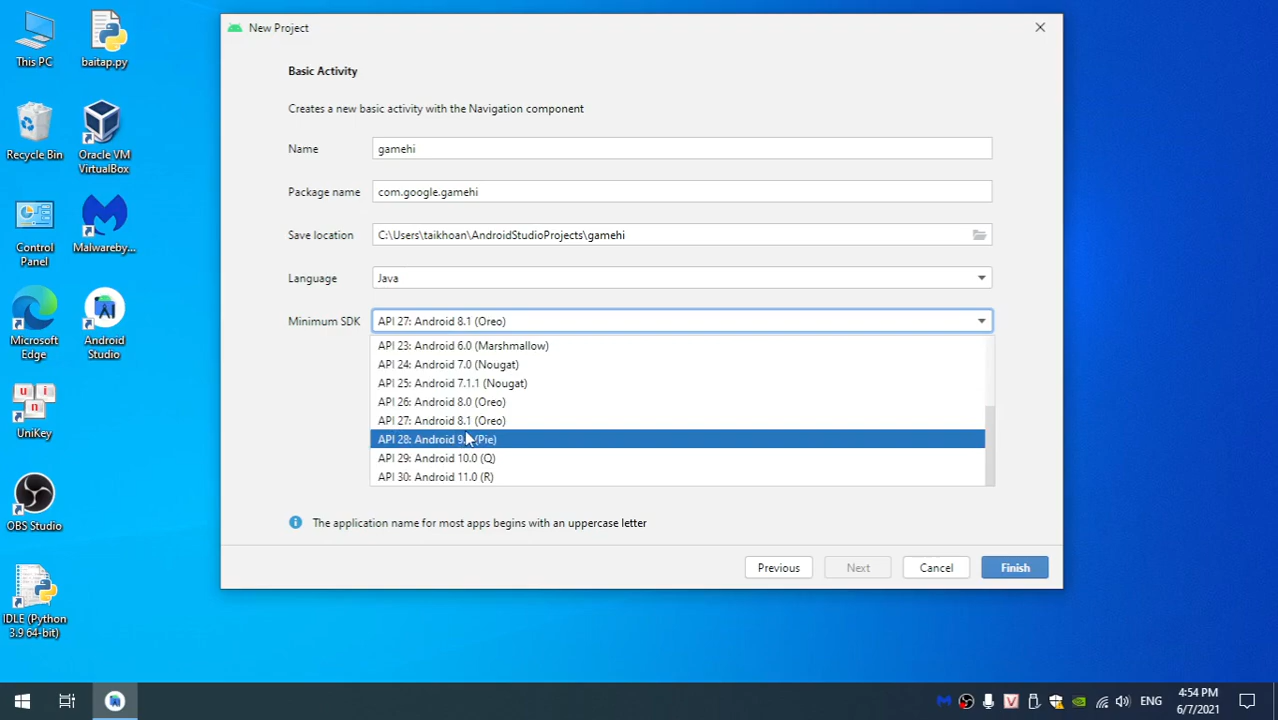 This PC
baitap.py
Recycle Bin
Oracle VM
VirtualBox
Control
Panel
Malwareby...
Microsoft
Edge
Android
Studio
UniKey
OBS Studio
IDLE (Python
3.9 64-bit)
New Project
Basic Activity
Creates a new basic activity with the Navigation component
Name
gamehi
Package name
com.google.gamehi
Save location
C:\Users\taikhoan\AndroidStudioProjects\gamehi
Language
Java
Minimum SDK
API 27: Android 8.1 (Oreo)
API 23: Android 6.0 (Marshmallow)
API 24: Android 7.0 (Nougat)
API 25: Android 7.1.1 (Nougat)
API 26: Android 8.0 (Oreo)
API 27: Android 8.1 (Oreo)
API 28: Android (Pie)
API 29: Android 10.0 (Q)
API 30: Android 11.0 (R)
The application name for most apps begins with an uppercase letter
Previous
Next
Cancel
Finish
V
ENG
4:54 PM
6/7/2021